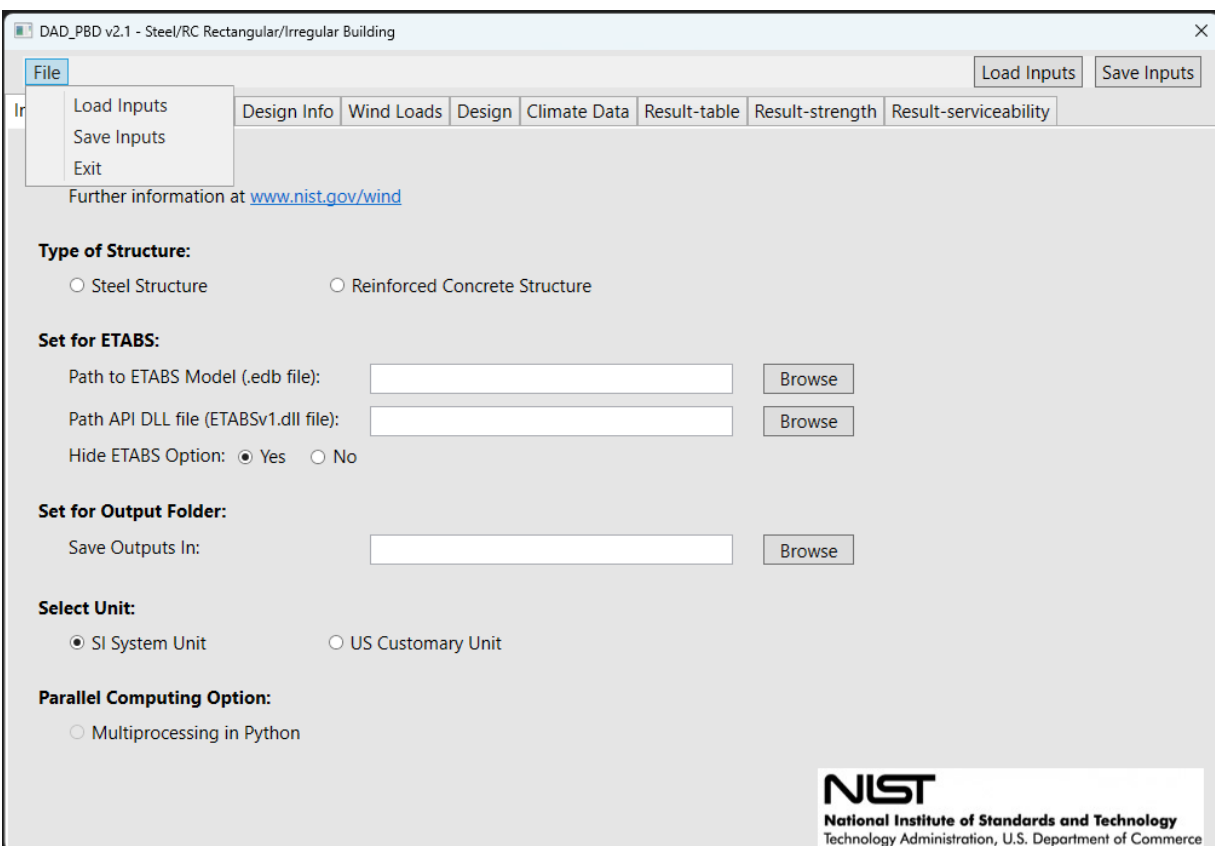 DAD_PBD v2.1 - Steel/RC Rectangular/Irregular Building
File
Load Inputs Save Inputs
Load Inputs
Save Inputs
Exit
Design Info Wind Loads Design Climate Data Result-table Result-strength Result-serviceability
Further information at www.nist.gov/wind
Type of Structure:
Steel Structure Reinforced Concrete Structure
Set for ETABS:
Path to ETABS Model (.edb file): Browse
Path API DLL file (ETABSv1.dll file): Browse
Hide ETABS Option: Yes No
Set for Output Folder:
Save Outputs In: Browse
Select Unit:
SI System Unit US Customary Unit
Parallel Computing Option:
Multiprocessing in Python
NIST
National Institute of Standards and Technology
Technology Administration, U.S. Department of Commerce